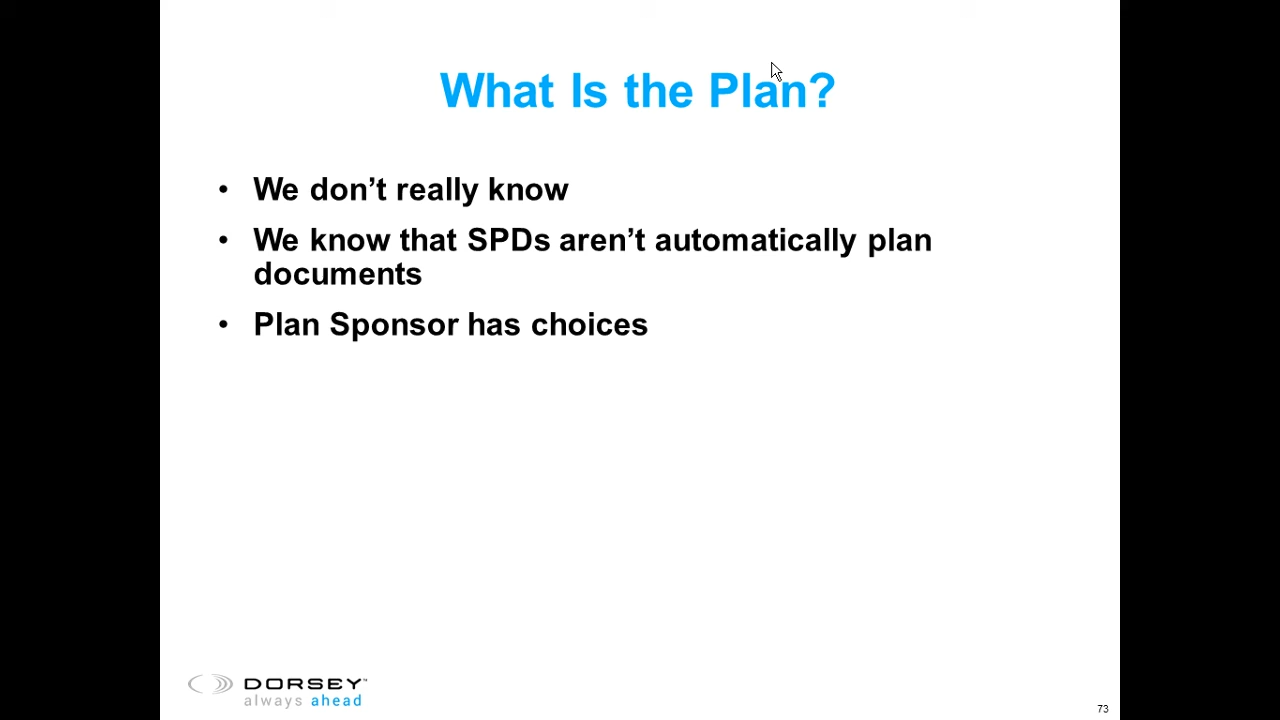 What Is the Plan?
• We don’t really know
• We know that SPDs aren’t automatically plan
documents
• Plan Sponsor has choices
DORSEY™
always ahead
73